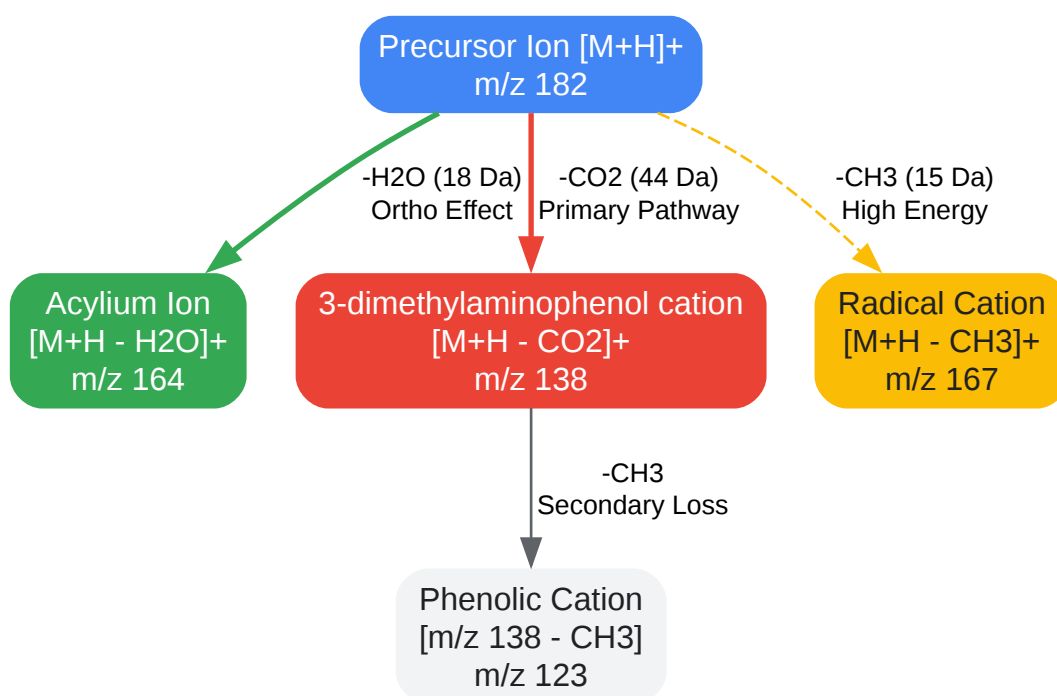 Precursor Ion [M+H]+
m/z 182
-H2O (18 Da)
Ortho Effect
-CO2 (44 Da)
Primary Pathway
-CH3 (15 Da)
High Energy
Acylium Ion
[M+H - H2O]+
m/z 164
3-dimethylaminophenol cation
[M+H - CO2]+
m/z 138
Radical Cation
[M+H - CH3]+
m/z 167
-CH3
Secondary Loss
Phenolic Cation
[m/z 138 - CH3]
m/z 123